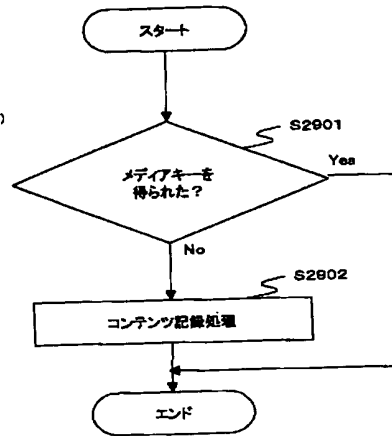 スタート
S2901
メディアキーを
得られた？
Yes
No
S2902
コンテンツ記録処理
エンド